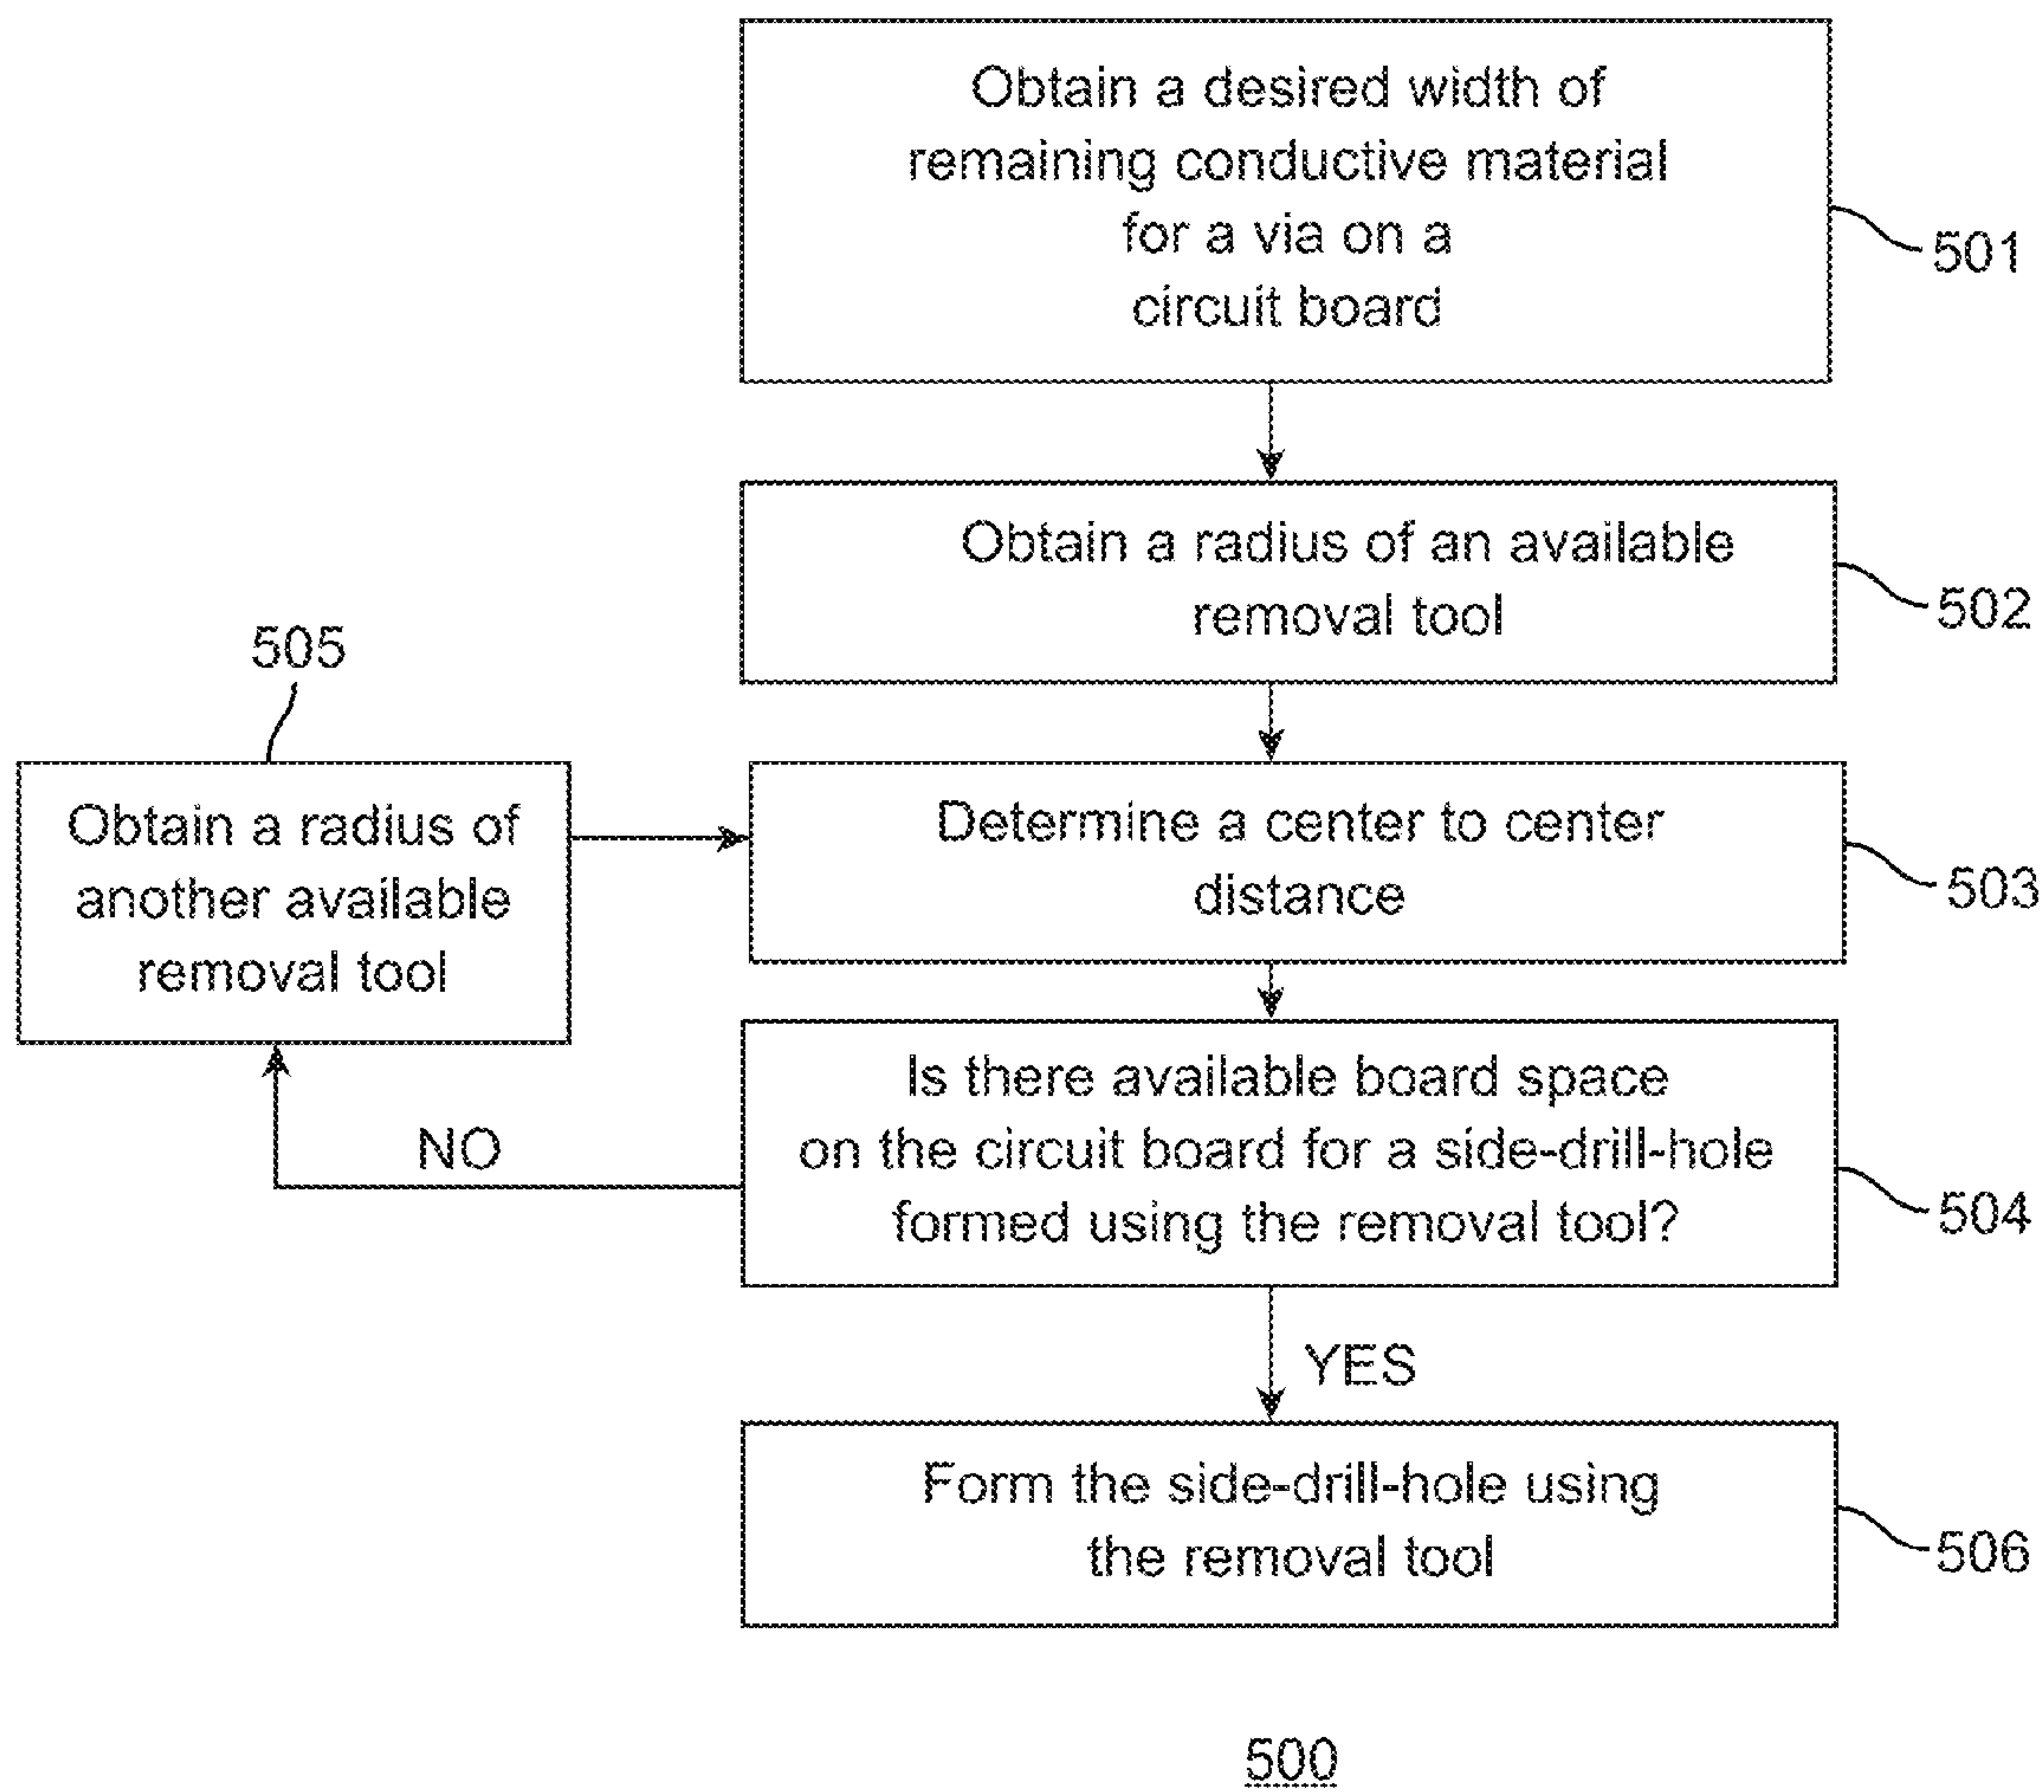 Obtain a desired width of
remaining conductive material
for a via on a
circuit board
501
Obtain a radius of an available
removal tool
502
505
Obtain a radius of
another available
removal tool
Determine a center to center
distance
503
Is there available board space
on the circuit board for a side-drill-hole
formed using the removal tool?
504
NO
YES
Form the side-drill-hole using
the removal tool
506
500